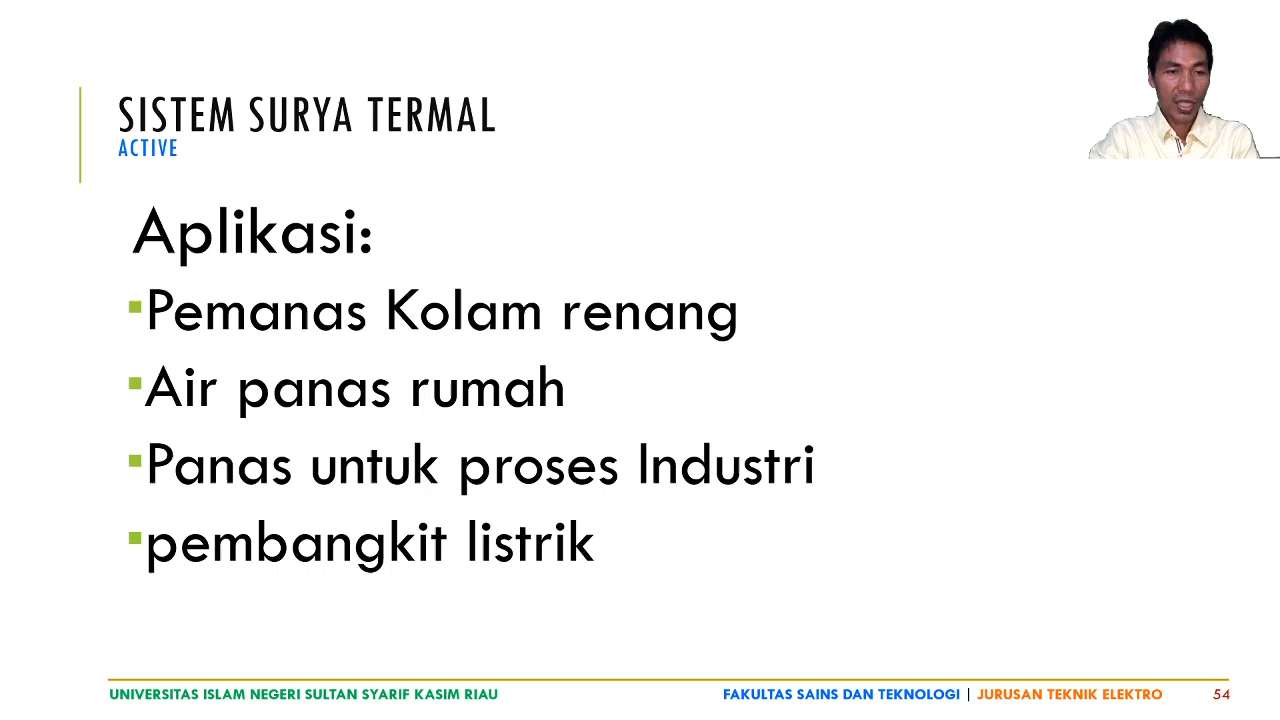 SISTEM SURYA TERMAL
ACTIVE
Aplikasi:
Pemanas Kolam renang
Air panas rumah
Panas untuk proses Industri
pembangkit listrik
UNIVERSITAS ISLAM NEGERI SULTAN SYARIF KASIM RIAU FAKULTAS SAINS DAN TEKNOLOGI | JURUSAN TEKNIK ELEKTRO 54